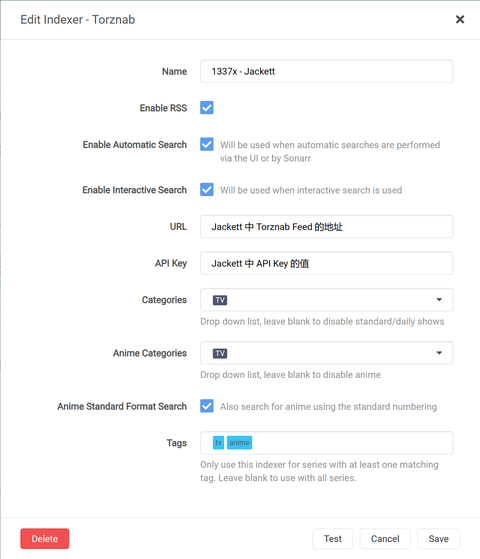 Edit Indexer - Torznab
Name
1337x - Jackett
Enable RSS
Enable Automatic Search
Will be used when automatic searches are performed
via the UI or by Sonarr
Enable Interactive Search
Will be used when interactive search is used
URL
Jackett 中 Torznab Feed 的地址
API Key
Jackett 中 API Key 的值
Categories
TV
Drop down list, leave blank to disable standard/daily shows
Anime Categories
TV
Drop down list, leave blank to disable anime
Anime Standard Format Search
Also search for anime using the standard numbering
Tags
tv anime
Only use this indexer for series with at least one matching
tag. Leave blank to use with all series.
Delete
Test
Cancel
Save